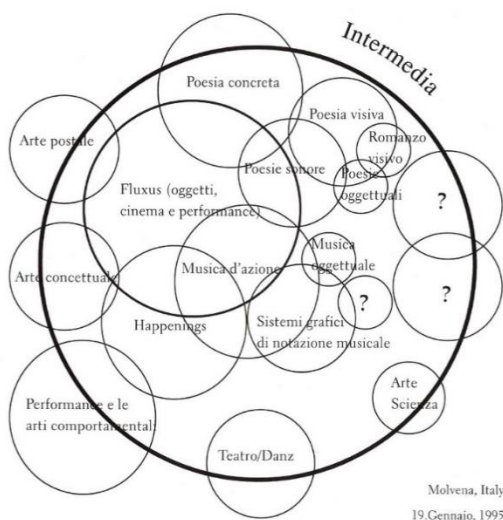 Intermedia
Poesia concreta
Poesia visiva
Arte postale
Romanzo
visivo
Poesie sonore
Poesie
oggettuali
Fluxus (oggetti,
cinema e performance)
?
Musica
oggettuale
Arte concettuale
Musica d'azione
?
?
Happenings
Sistemi grafici
di notazione musicale
Arte
Scienza
Performance e le
arti comportamentali
Teatro/Danz
Molvena, Italy
19.Gennaio, 1995